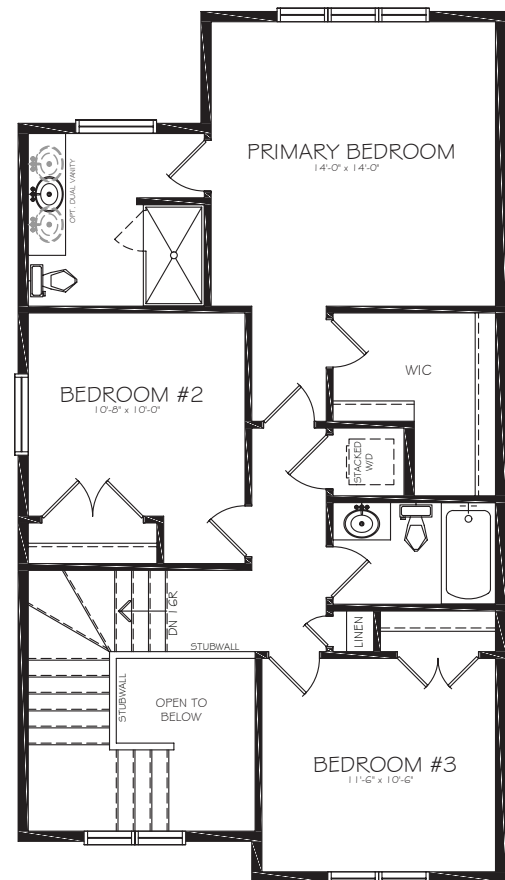 PRIMARY BEDROOM
14'-0" x 14'-0"
OPT. DUAL VANITY
WIC
BEDROOM #2
10'-8" x 10'-0"
STACKED
W/D
DN 16R
LINEN
STUBWALL
STUBWALL
OPEN TO
BELOW
BEDROOM #3
11'-6" x 10'-6"